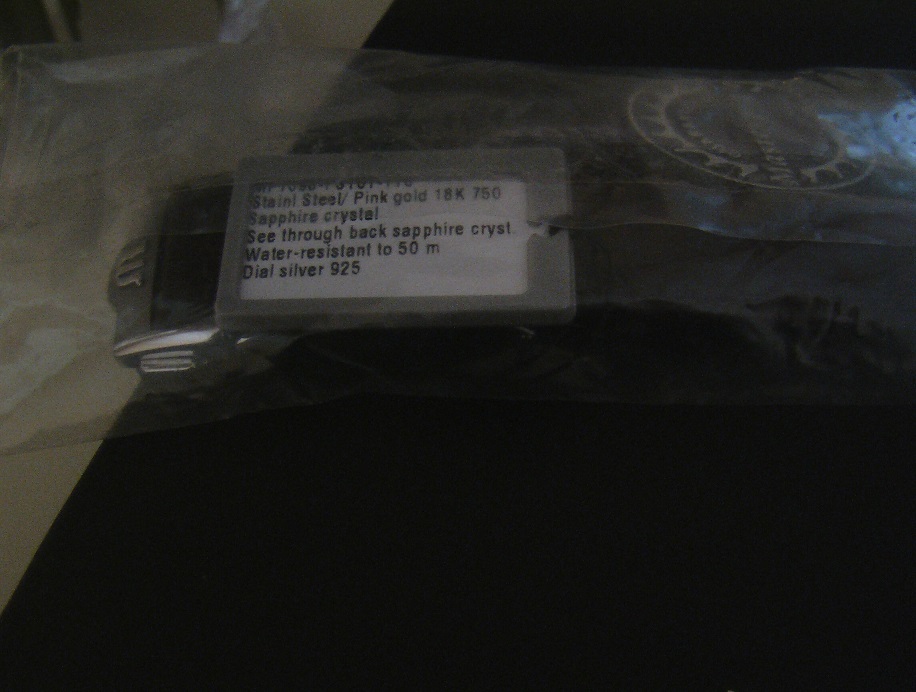 Stainl Steel/ Pink gold 18K 750
Sapphire crystal
See through back sapphire cryst.
Water-resistant to 50 m
Dial silver 925